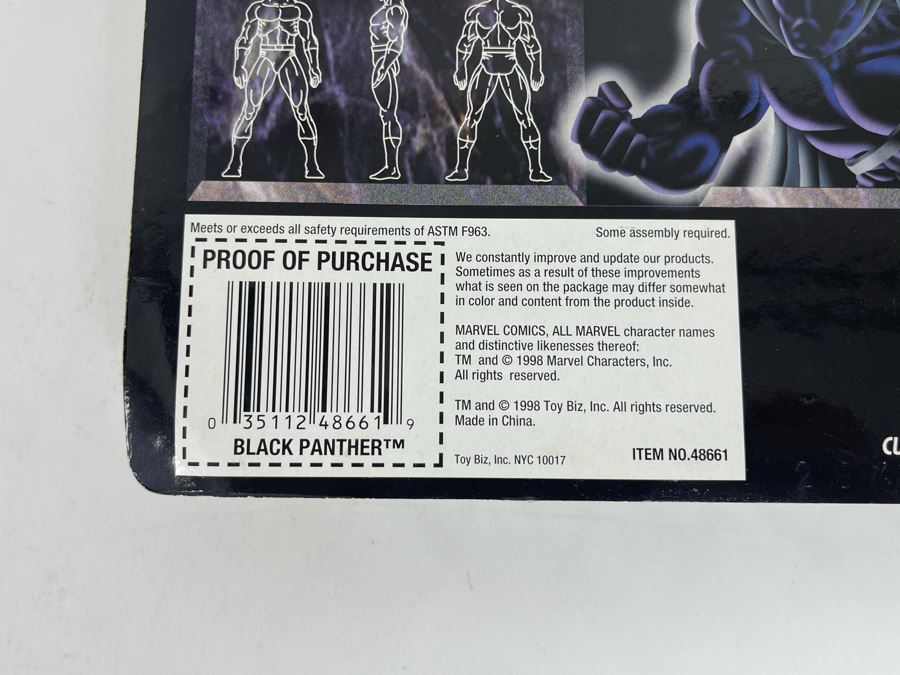 Meets or exceeds all safety requirements of ASTM F963.
Some assembly required.
PROOF OF PURCHASE
0 35112 48661 9
BLACK PANTHER™
We constantly improve and update our products.
Sometimes as a result of these improvements
what is seen on the package may differ somewhat
in color and content from the product inside.
MARVEL COMICS, ALL MARVEL character names
and distinctive likenesses thereof:
TM and © 1998 Marvel Characters, Inc.
All rights reserved.
TM and © 1998 Toy Biz, Inc. All rights reserved.
Made in China.
Toy Biz, Inc. NYC 10017
ITEM NO.48661